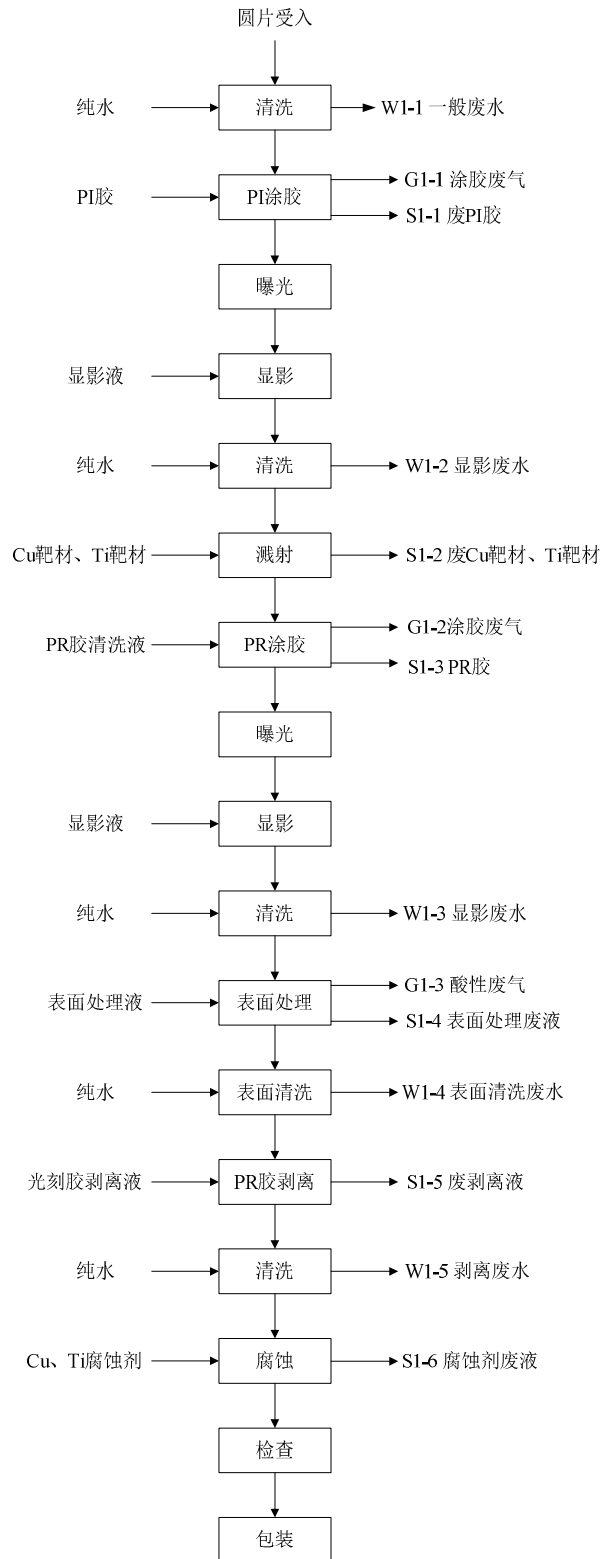 圆片受入
纯水
清洗
W1-1 一般废水
G1-1 涂胶废气
PI胶
PI涂胶
S1-1 废PI胶
曝光
显影液
显影
纯水
清洗
W1-2 显影废水
Cu靶材、Ti靶材
溅射
S1-2 废Cu靶材、Ti靶材
G1-2涂胶废气
PR胶清洗液
PR涂胶
S1-3 PR胶
曝光
显影液
显影
纯水
清洗
W1-3 显影废水
G1-3 酸性废气
表面处理液
表面处理
S1-4 表面处理废液
纯水
表面清洗
W1-4 表面清洗废水
光刻胶剥离液
PR胶剥离
S1-5 废剥离液
纯水
清洗
W1-5 剥离废水
Cu、Ti腐蚀剂
腐蚀
S1-6 腐蚀剂废液
检查
包装